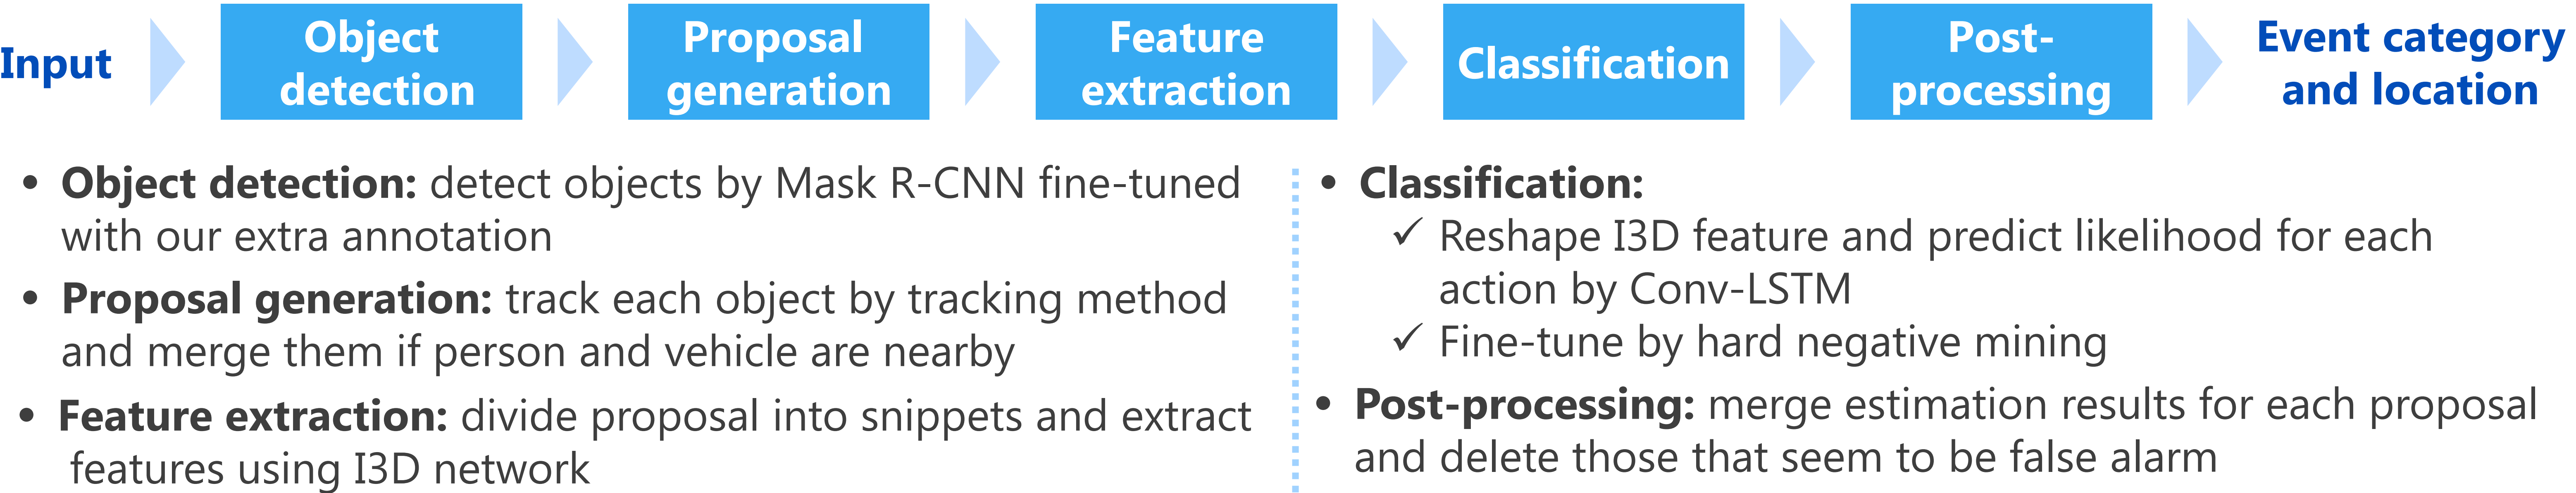 Input
Object
detection
Proposal
generation
Feature
extraction
Classification
Post-
processing
Event category
and location
• Object detection: detect objects by Mask R-CNN fine-tuned
with our extra annotation
• Proposal generation: track each object by tracking method
and merge them if person and vehicle are nearby
• Feature extraction: divide proposal into snippets and extract
features using I3D network
• Classification:
✓ Reshape I3D feature and predict likelihood for each
action by Conv-LSTM
✓ Fine-tune by hard negative mining
• Post-processing: merge estimation results for each proposal
and delete those that seem to be false alarm